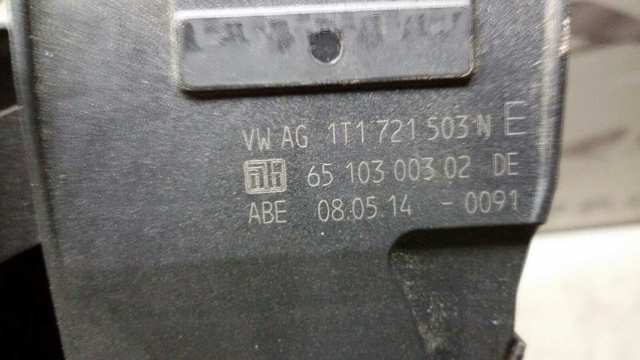 VW AG 1T1 721 503 N E
65 103 003 02 DE
ABE 08.05.14 - 0091